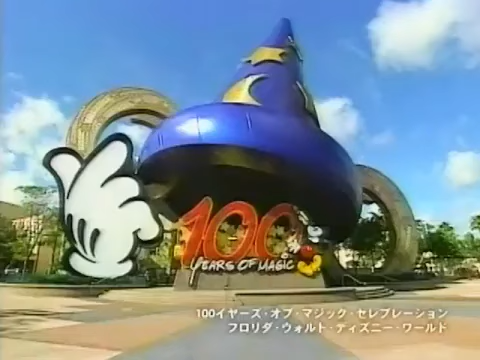 100
YEARS OF MAGIC
100イヤーズ・オブ・マジック・セレブレーション
フロリダ・ウォルト・ディズニー・ワールド